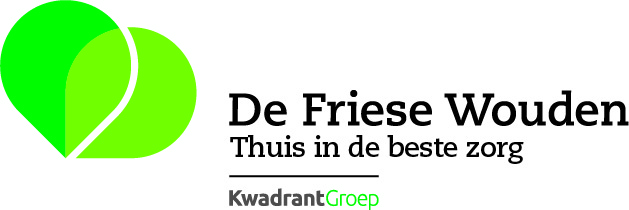 De Friese Wouden
Thuis in de beste zorg
KwadrantGroep